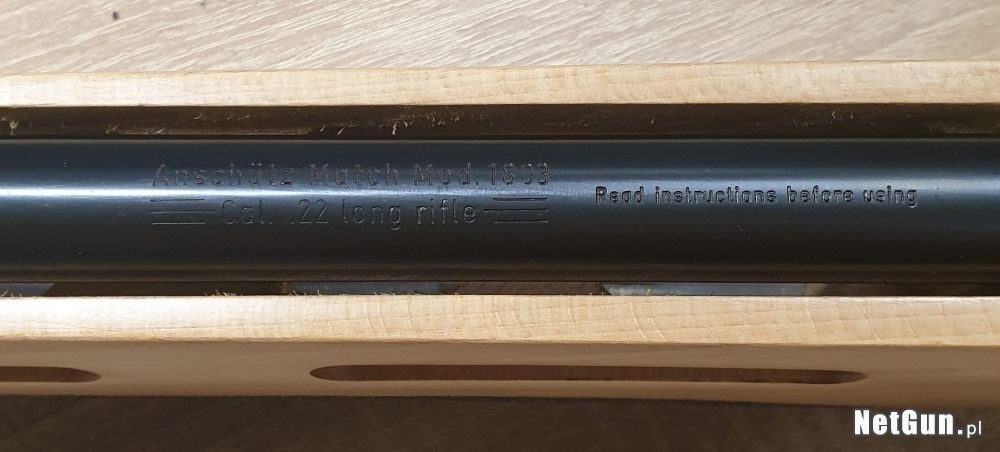 Anschütz Match Mod. 1803
Cal. .22 long rifle
Read instructions before using
NetGun.pl